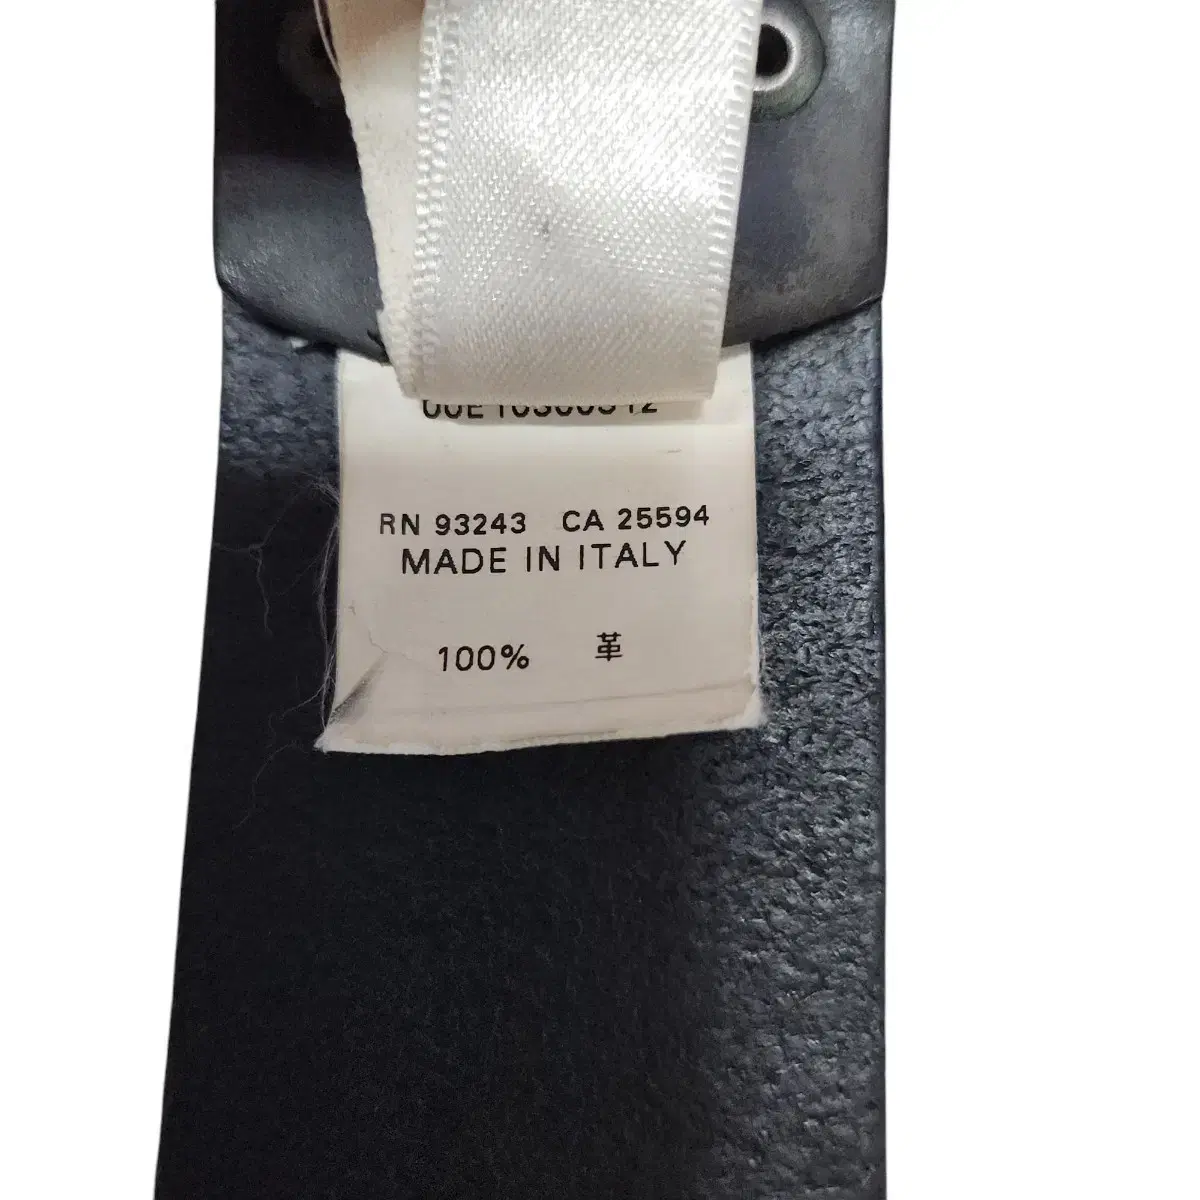 RN 93243 CA 25594
MADE IN ITALY
100% 革